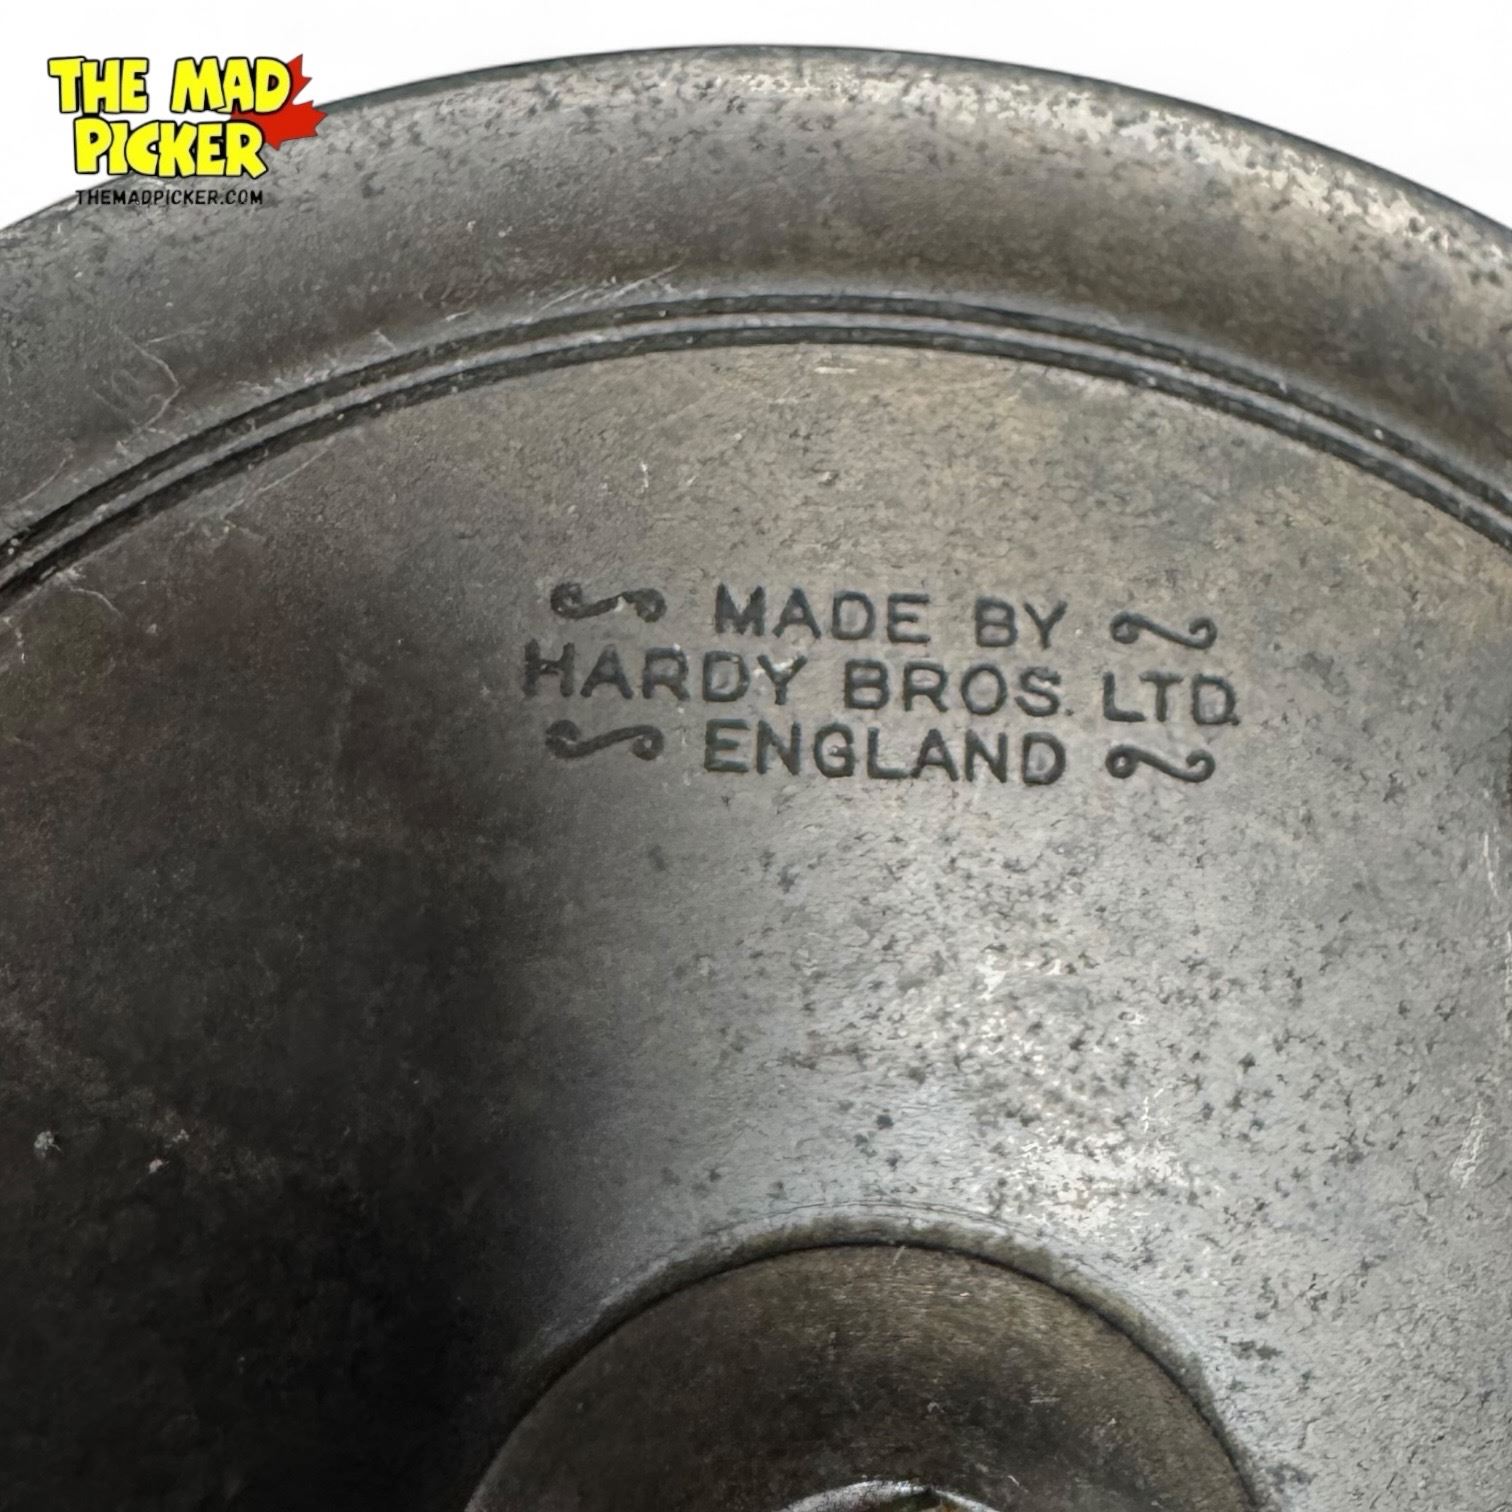 THE MAD
PICKER
THEMADPICKER.COM
MADE BY
HARDY BROS. LTD.
ENGLAND